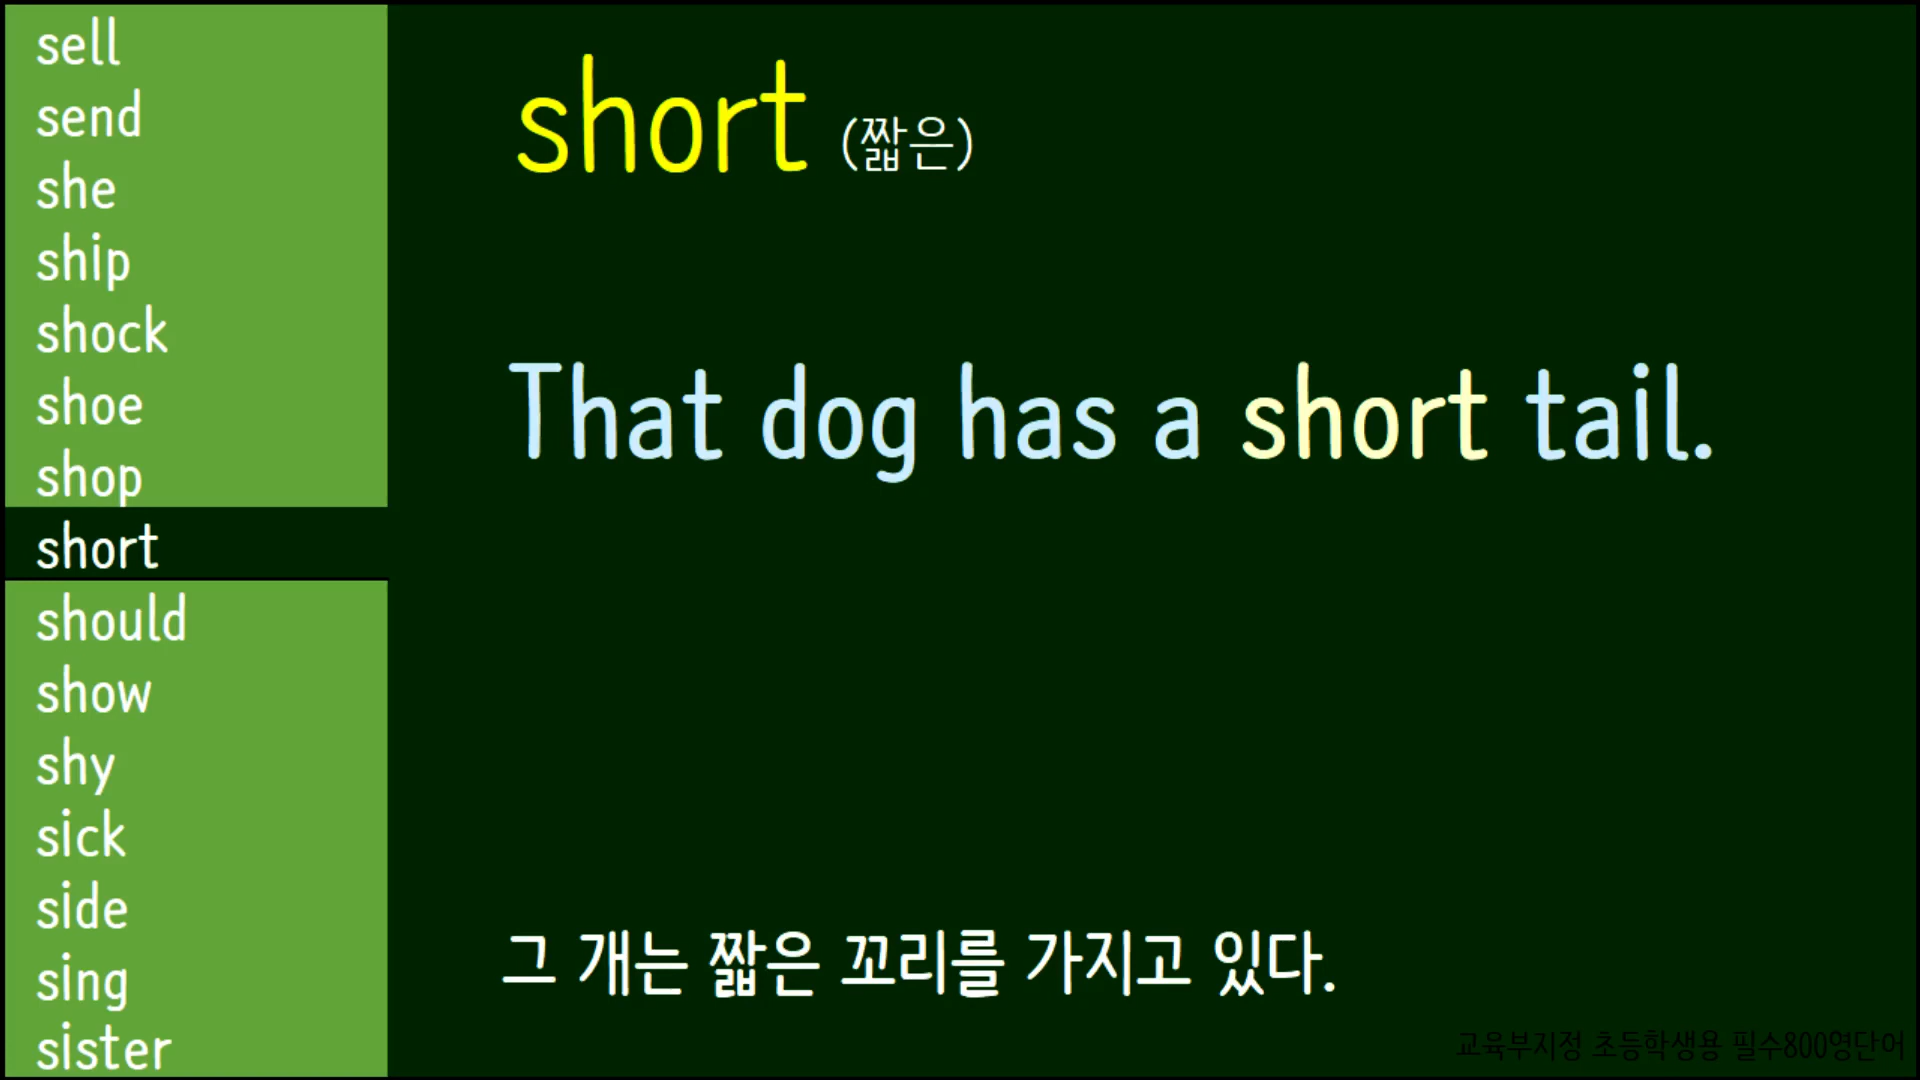 sell
send
she
ship
shock
shoe
shop
short
should
show
shy
sick
side
sing
sister
short (짧은)
That dog has a short tail.
그 개는 짧은 꼬리를 가지고 있다.
교육부지정 초등학생용 필수800영단어